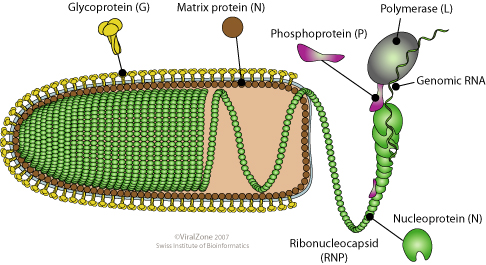 Glycoprotein (G)
Matrix protein (N)
Polymerase (L)
Phosphoprotein (P)
Genomic RNA
Nucleoprotein (N)
Ribonucleocapsid
(RNP)
©ViralZone 2007
Swiss Institute of Bioinformatics